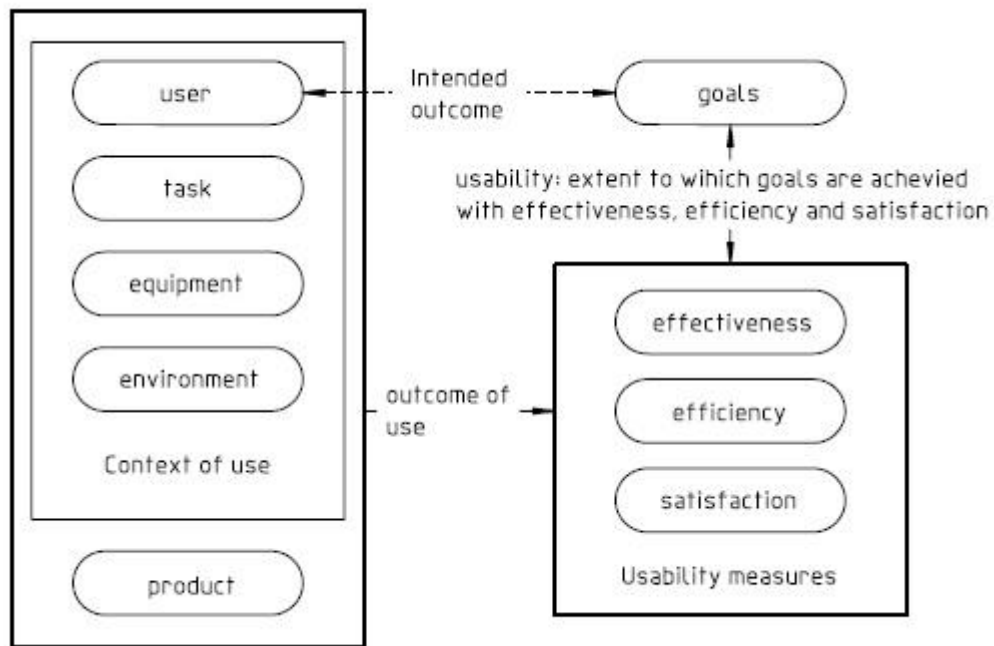 user
Intended
outcome
goals
task
usability: extent to wihich goals are achevied
with effectiveness, efficiency and satisfaction
equipment
effectiveness
environment
outcome of
use
efficiency
Context of use
satisfaction
product
Usability measures